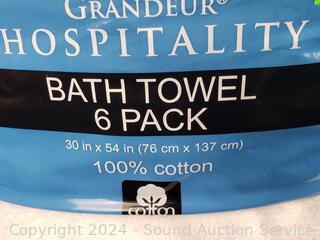 GRANDEUR®
HOSPITALITY
BATH TOWEL
6 PACK
30 in x 54 in (76 cm x 137 cm)
100% cotton
cotton
Copyright 2024 - Sound Auction Service